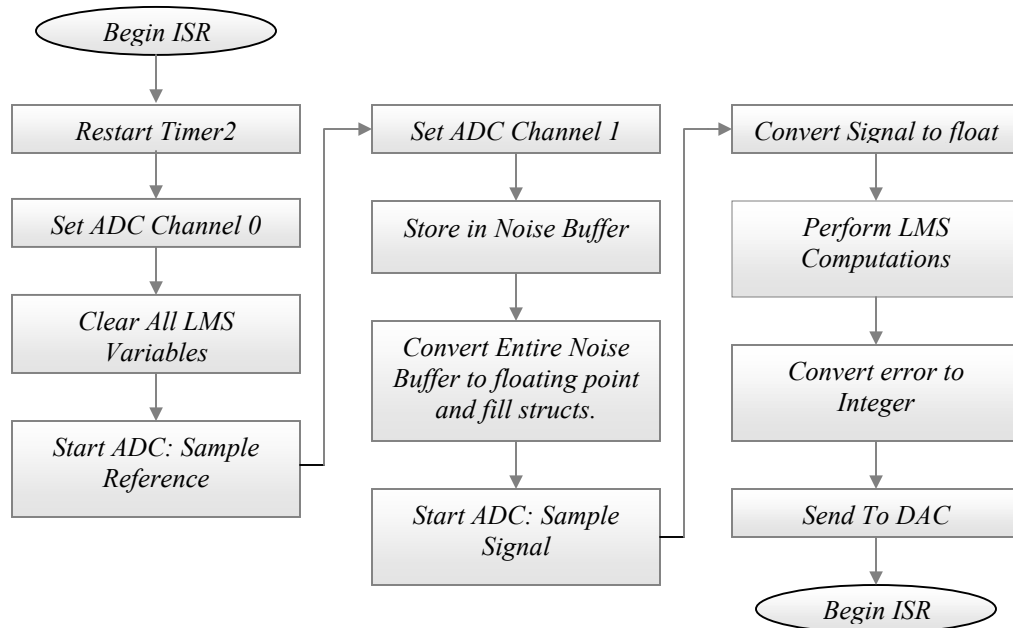 Begin ISR
Restart Timer2
Set ADC Channel 0
Clear All LMS
Variables
Start ADC: Sample
Reference
Set ADC Channel 1
Store in Noise Buffer
Convert Entire Noise
Buffer to floating point
and fill structs.
Start ADC: Sample
Signal
Convert Signal to float
Perform LMS
Computations
Convert error to
Integer
Send To DAC
Begin ISR